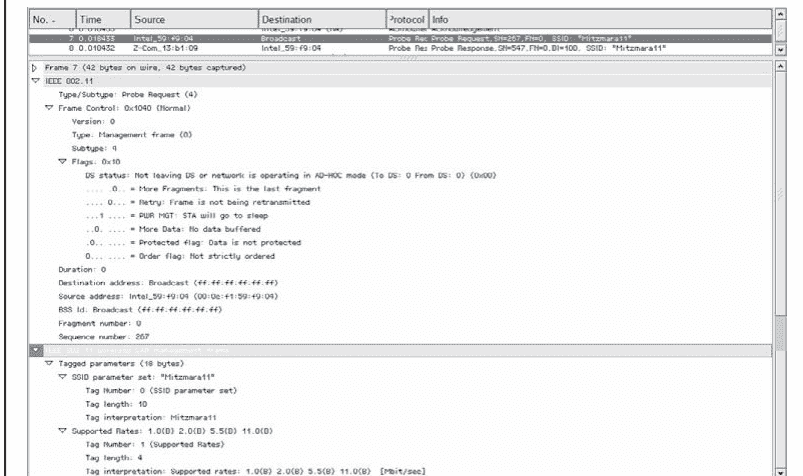 No. - Time Source Destination Protocol Info
7 0.018433 Intel_59:f9:04 Broadcast Probe Rec Probe Request,SN=267,FN=0, SSID: "Mitzmara11"
8 0.018432 Z-Com_13:b1:09 Intel_59:f9:04 Probe Res Probe Response,SN=547,FN=0,BI=100, SSID: "Mitzmara11"
Frame 7 (42 bytes on wire, 42 bytes captured)
IEEE 802.11
Type/Subtype: Probe Request (4)
Frame Control: 0x1040 (Normal)
Version: 0
Type: Management frame (0)
Subtype: 4
Flags: 0x10
DS status: Not leaving DS or network is operating in AD-HOC mode (To DS: 0 From DS: 0) (0x00)
.... .0.. = More Fragments: This is the last fragment
.... 0... = Retry: Frame is not being retransmitted
...1 .... = PWR MGT: STA will go to sleep
..0. .... = More Data: No data buffered
.0.. .... = Protected flag: Data is not protected
0... .... = Order flag: Not strictly ordered
Duration: 0
Destination address: Broadcast (ff:ff:ff:ff:ff:ff)
Source address: Intel_59:f9:04 (00:0e:f1:59:f9:04)
BSS Id: Broadcast (ff:ff:ff:ff:ff:ff)
Fragment number: 0
Sequence number: 267
IEEE 802.11 wireless LAN management frame
Tagged parameters (18 bytes)
SSID parameter set: "Mitzmara11"
Tag Number: 0 (SSID parameter set)
Tag length: 10
Tag interpretation: Mitzmara11
Supported Rates: 1.0(B) 2.0(B) 5.5(B) 11.0(B)
Tag Number: 1 (Supported Rates)
Tag length: 4
Tag interpretation: Supported rates: 1.0(B) 2.0(B) 5.5(B) 11.0(B) [Mbit/sec]